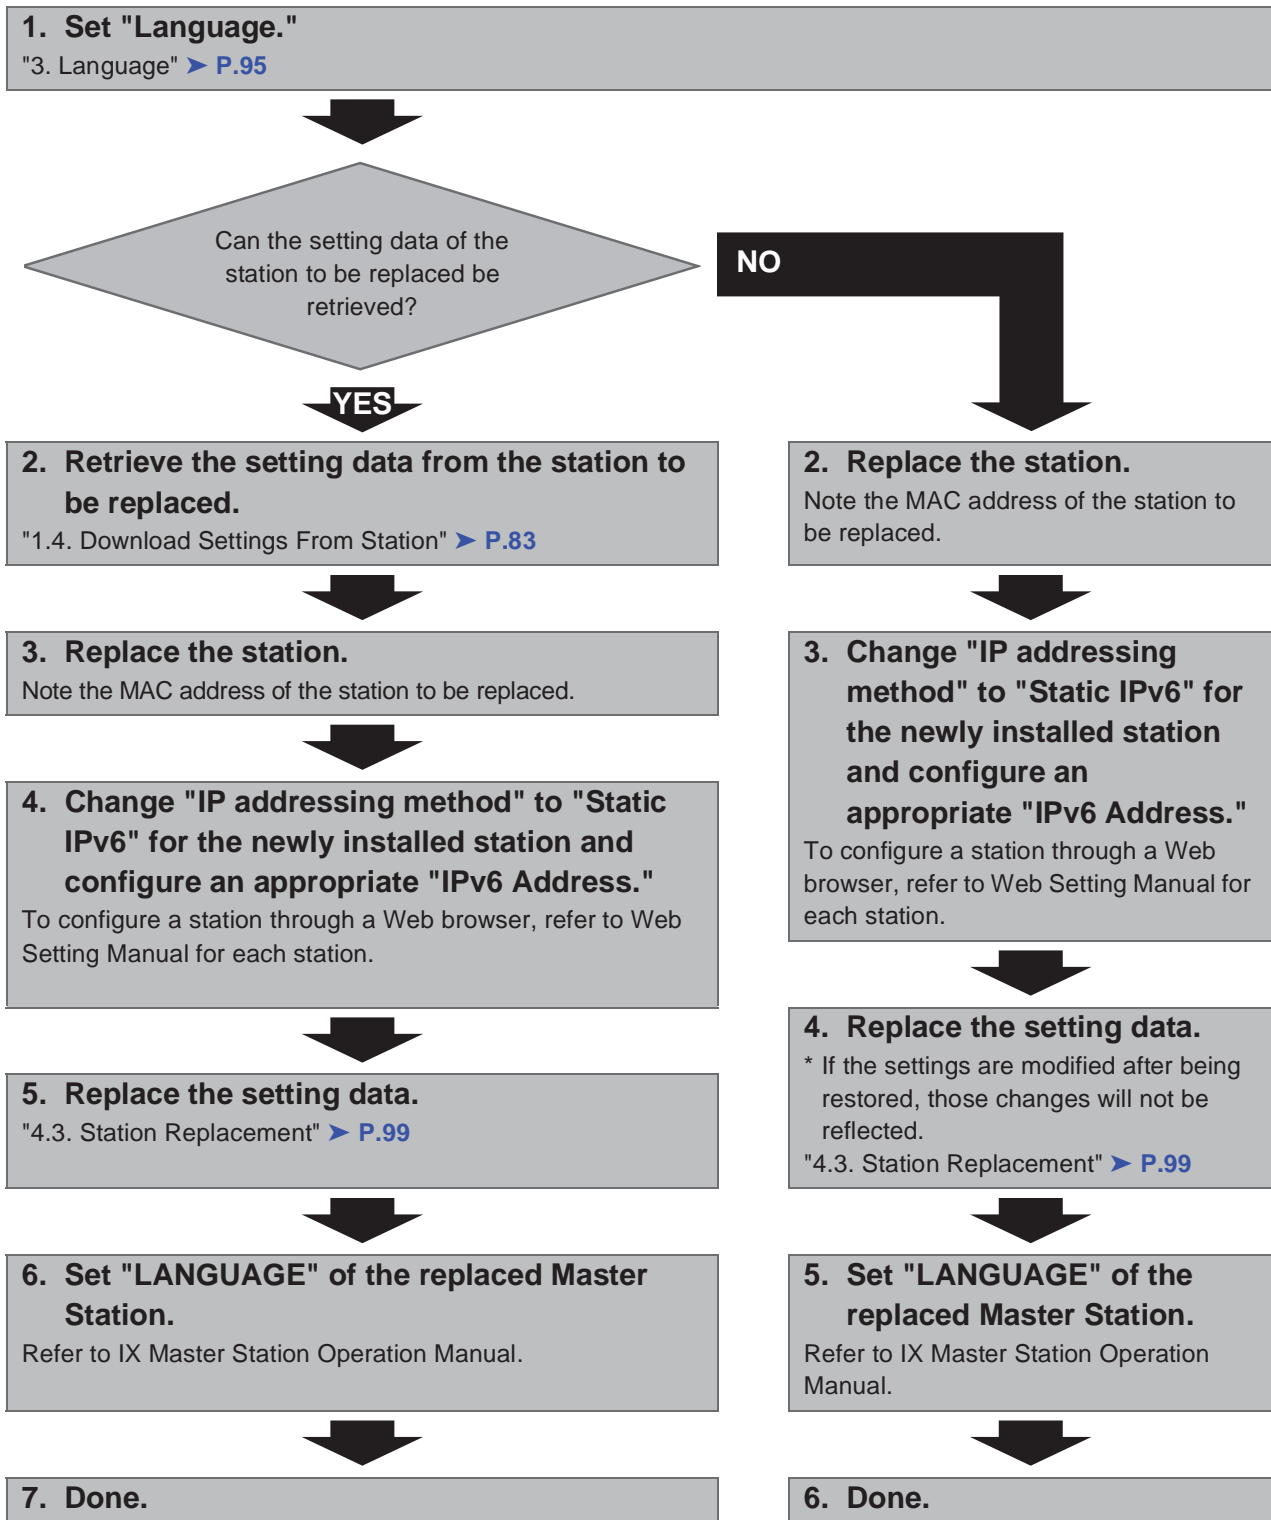 1. Set "Language."
"3. Language" ➤ P.95
Can the setting data of the
station to be replaced be
retrieved?
NO
YES
2. Retrieve the setting data from the station to
be replaced.
"1.4. Download Settings From Station" ➤ P.83
3. Replace the station.
Note the MAC address of the station to be replaced.
4. Change "IP addressing method" to "Static
IPv6" for the newly installed station and
configure an appropriate "IPv6 Address."
To configure a station through a Web browser, refer to Web
Setting Manual for each station.
5. Replace the setting data.
"4.3. Station Replacement" ➤ P.99
6. Set "LANGUAGE" of the replaced Master
Station.
Refer to IX Master Station Operation Manual.
7. Done.
2. Replace the station.
Note the MAC address of the station to
be replaced.
3. Change "IP addressing
method" to "Static IPv6" for
the newly installed station
and configure an
appropriate "IPv6 Address."
To configure a station through a Web
browser, refer to Web Setting Manual for
each station.
4. Replace the setting data.
* If the settings are modified after being
restored, those changes will not be
reflected.
"4.3. Station Replacement" ➤ P.99
5. Set "LANGUAGE" of the
replaced Master Station.
Refer to IX Master Station Operation
Manual.
6. Done.